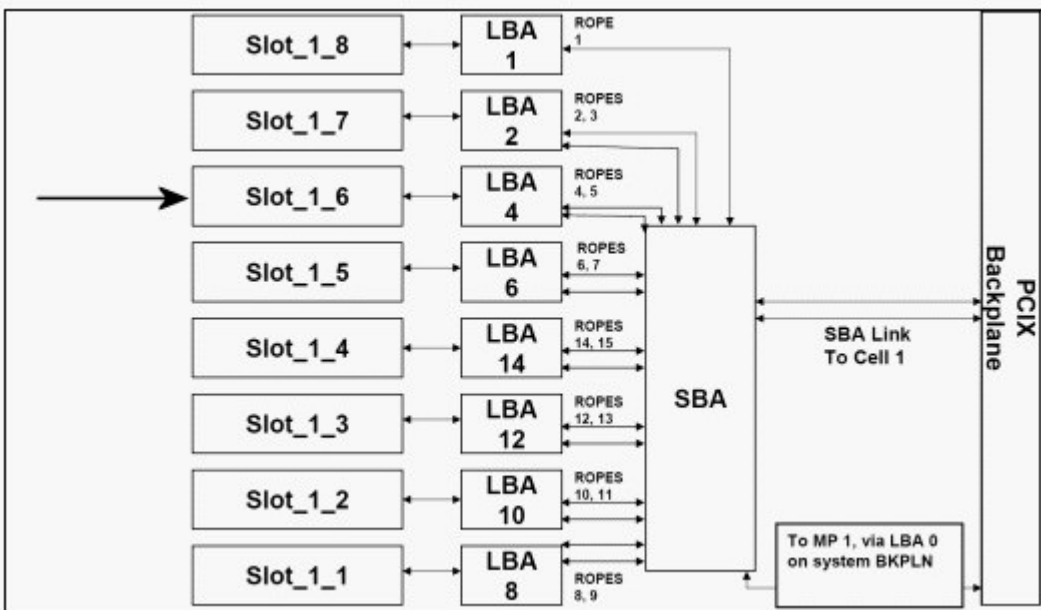 Slot_1_8
LBA
1
ROPE
1
Slot_1_7
LBA
2
ROPES
2, 3
Slot_1_6
LBA
4
ROPES
4, 5
Slot_1_5
LBA
6
ROPES
6, 7
Slot_1_4
LBA
14
ROPES
14, 15
Slot_1_3
LBA
12
ROPES
12, 13
Slot_1_2
LBA
10
ROPES
10, 11
Slot_1_1
LBA
8
ROPES
8, 9
SBA
SBA Link
To Cell 1
To MP 1, via LBA 0
on system BKPLN
PCIX
Backplane